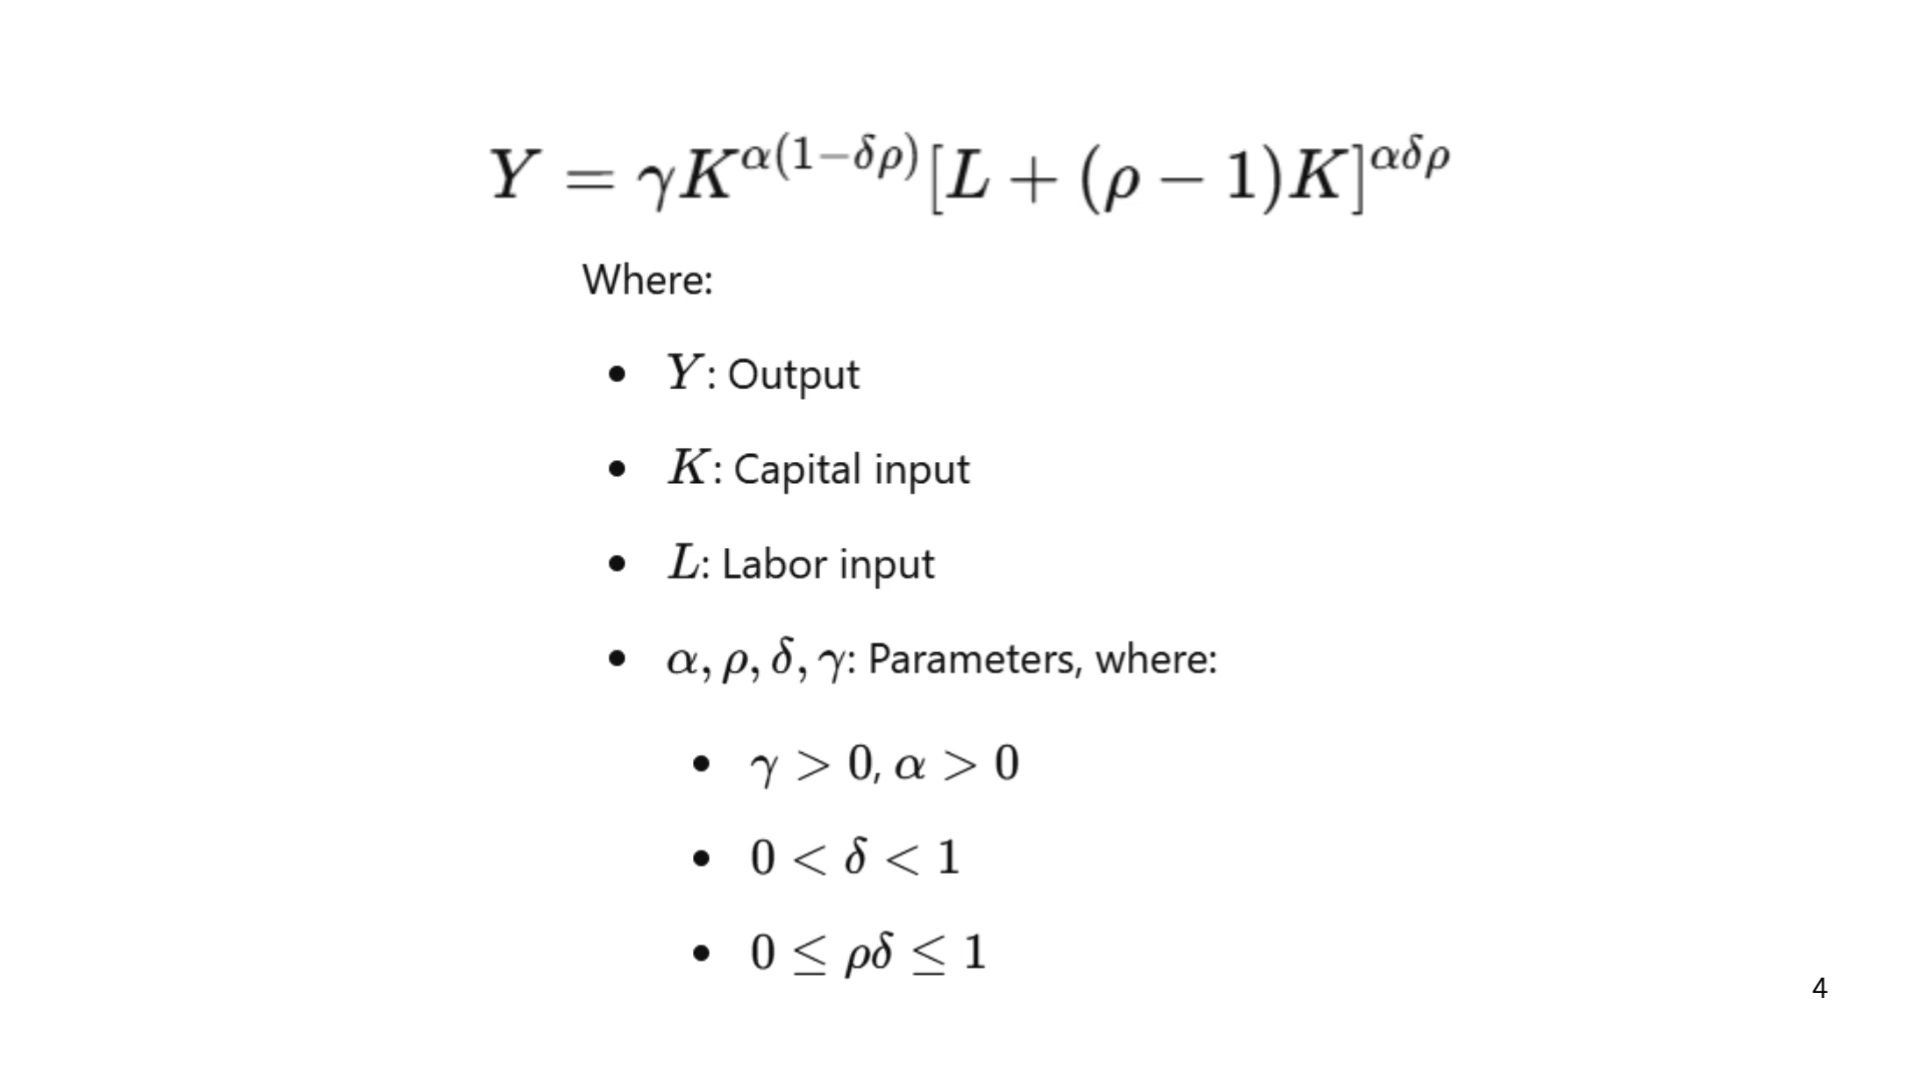 Y = γK^{α(1−δρ)}[L + (ρ − 1)K]^{αδρ}
Where:
• Y: Output
• K: Capital input
• L: Labor input
• α, ρ, δ, γ: Parameters, where:
• γ > 0, α > 0
• 0 < δ < 1
• 0 ≤ ρδ ≤ 1
4